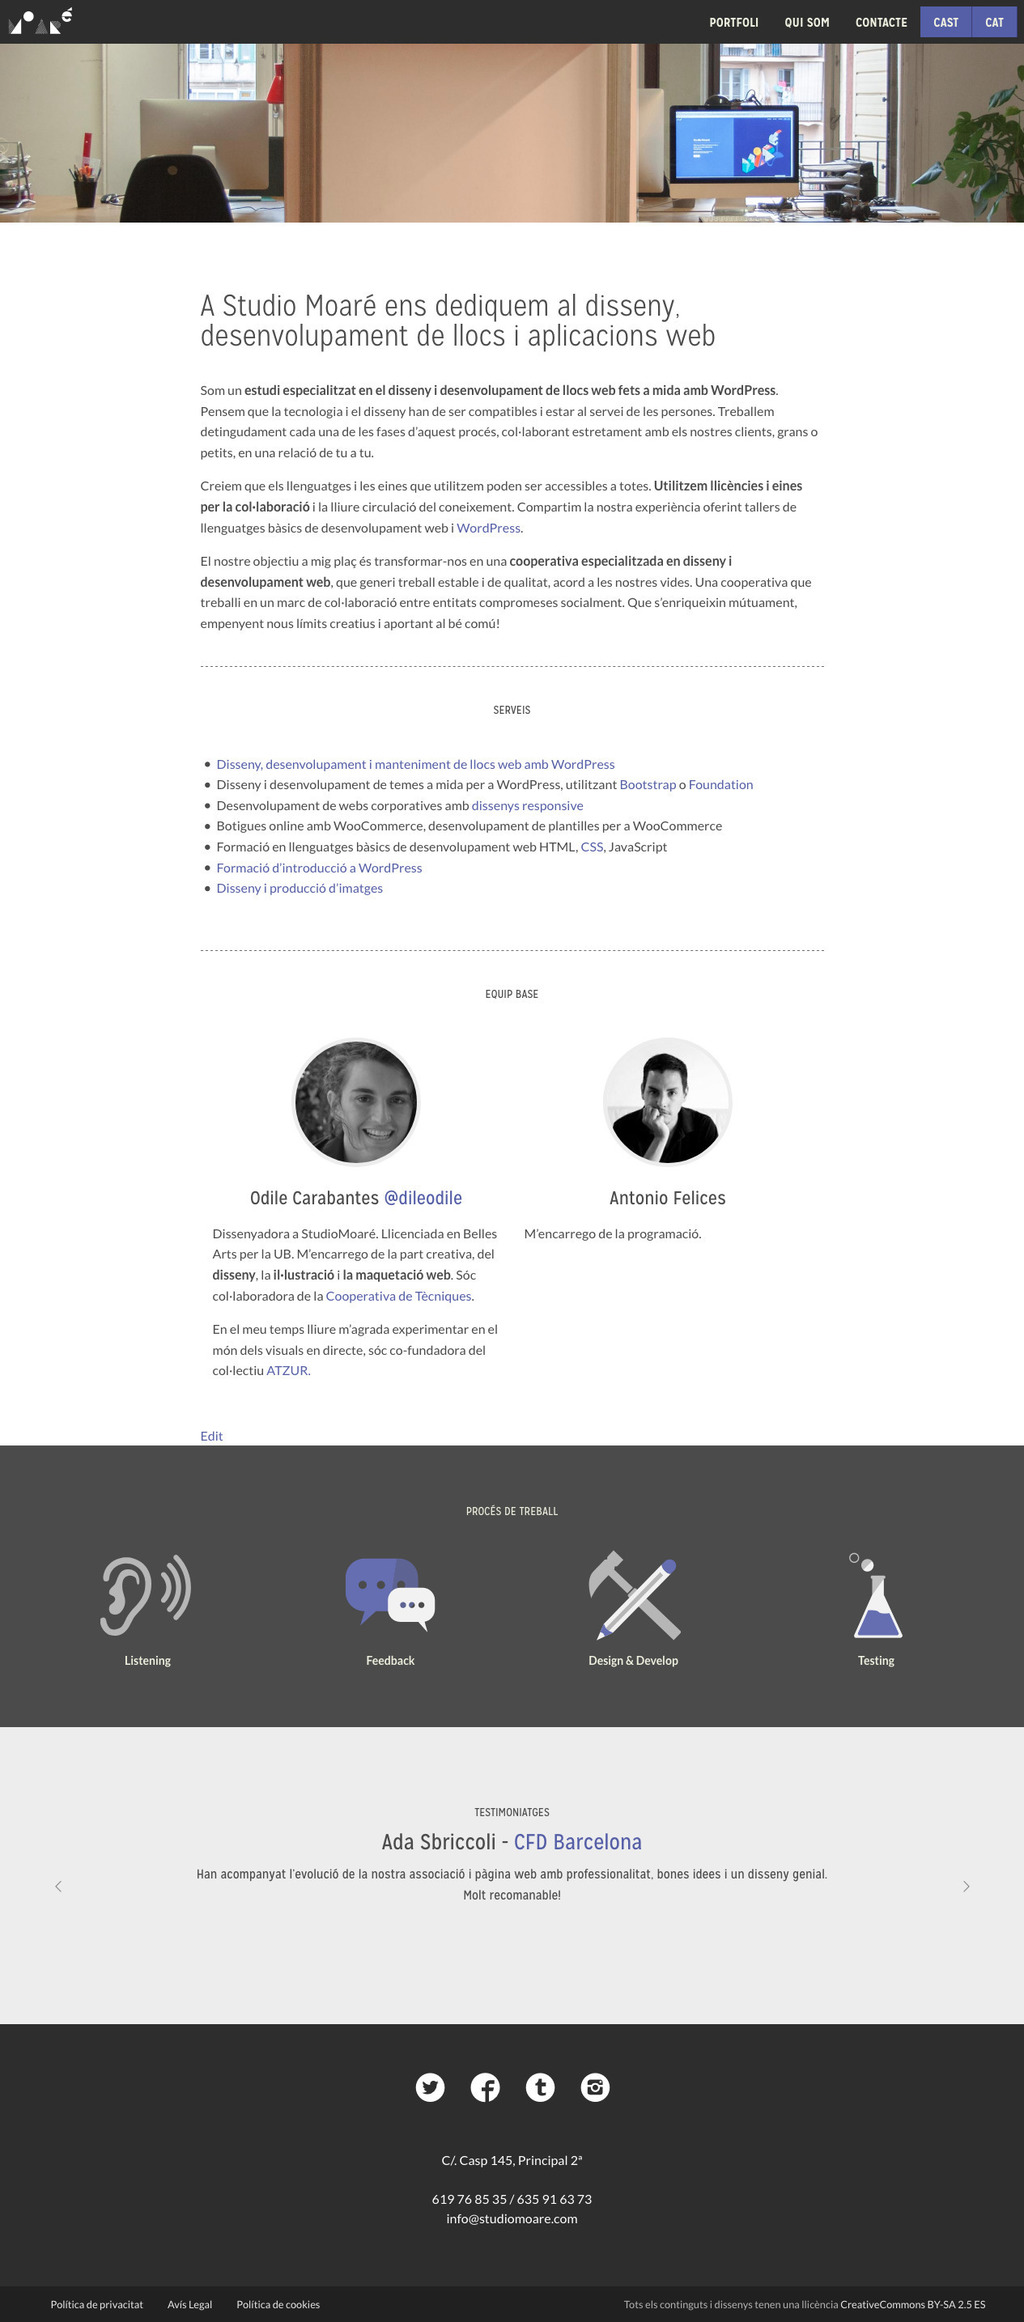 MOARÉ
PORTFOLI
QUI SOM
CONTACTE
CAST
CAT
A Studio Moaré ens dediquem al disseny,
desenvolupament de llocs i aplicacions web
Som un estudi especialitzat en el disseny i desenvolupament de llocs web fets a mida amb WordPress.
Pensem que la tecnologia i el disseny han de ser compatibles i estar al servei de les persones. Treballem
detingudament cada una de les fases d’aquest procés, col·laborant estretament amb els nostres clients, grans o
petits, en una relació de tu a tu.
Creiem que els llenguatges i les eines que utilitzem poden ser accessibles a totes. Utilitzem llicències i eines
per la col·laboració i la lliure circulació del coneixement. Compartim la nostra experiència oferint tallers de
llenguatges bàsics de desenvolupament web i WordPress.
El nostre objectiu a mig plaç és transformar-nos en una cooperativa especialitzada en disseny i
desenvolupament web, que generi treball estable i de qualitat, acord a les nostres vides. Una cooperativa que
treballi en un marc de col·laboració entre entitats compromeses socialment. Que s’enriqueixin mútuament,
empenyent nous límits creatius i aportant al bé comú!
SERVEIS
Disseny, desenvolupament i manteniment de llocs web amb WordPress
Disseny i desenvolupament de temes a mida per a WordPress, utilitzant Bootstrap o Foundation
Desenvolupament de webs corporatives amb dissenys responsive
Botigues online amb WooCommerce, desenvolupament de plantilles per a WooCommerce
Formació en llenguatges bàsics de desenvolupament web HTML, CSS, JavaScript
Formació d’introducció a WordPress
Disseny i producció d’imatges
EQUIP BASE
Odile Carabantes @dileodile
Dissenyadora a StudioMoaré. Llicenciada en Belles
Arts per la UB. M’encarrego de la part creativa, del
disseny, la il·lustració i la maquetació web. Sóc
col·laboradora de la Cooperativa de Tècniques.
En el meu temps lliure m’agrada experimentar en el
món dels visuals en directe, sóc co-fundadora del
col·lectiu ATZUR.
Antonio Felices
M’encarrego de la programació.
Edit
PROCÉS DE TREBALL
Listening
Feedback
Design & Develop
Testing
TESTIMONIATGES
Ada Sbriccoli - CFD Barcelona
Han acompanyat l'evolució de la nostra associació i pàgina web amb professionalitat, bones idees i un disseny genial.
Molt recomanable!
C/. Casp 145, Principal 2ª
619 76 85 35 / 635 91 63 73
info@studiomoare.com
Política de privacitat
Avís Legal
Política de cookies
Tots els continguts i dissenys tenen una llicència CreativeCommons BY-SA 2.5 ES